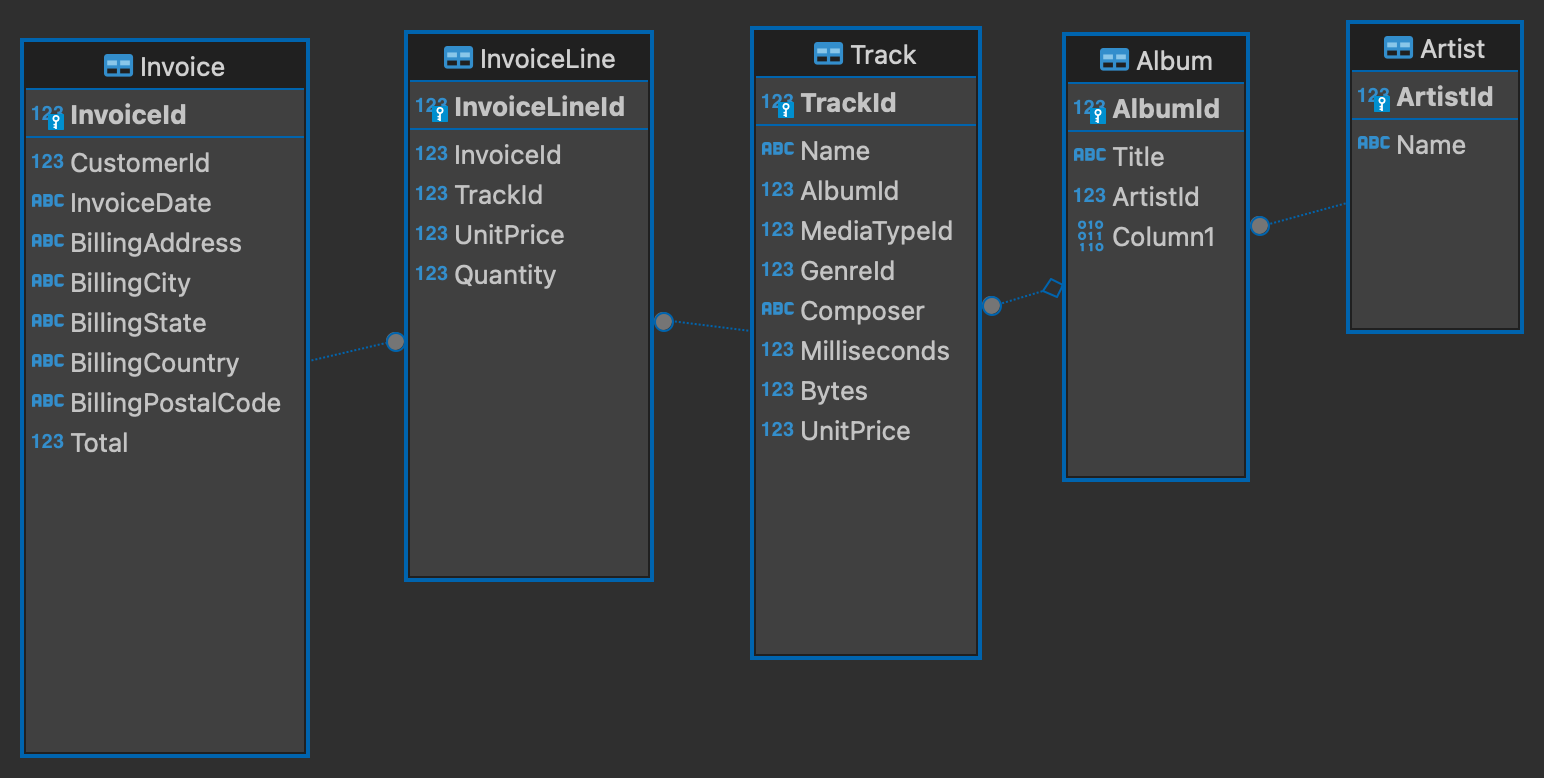 Invoice
123 InvoiceId
123 CustomerId
ABC InvoiceDate
ABC BillingAddress
ABC BillingCity
ABC BillingState
ABC BillingCountry
ABC BillingPostalCode
123 Total
InvoiceLine
123 InvoiceLineId
123 InvoiceId
123 TrackId
123 UnitPrice
123 Quantity
Track
123 TrackId
ABC Name
123 AlbumId
123 MediaTypeId
123 GenreId
ABC Composer
123 Milliseconds
123 Bytes
123 UnitPrice
Album
123 AlbumId
ABC Title
123 ArtistId
010
011 Column1
110
Artist
123 ArtistId
ABC Name